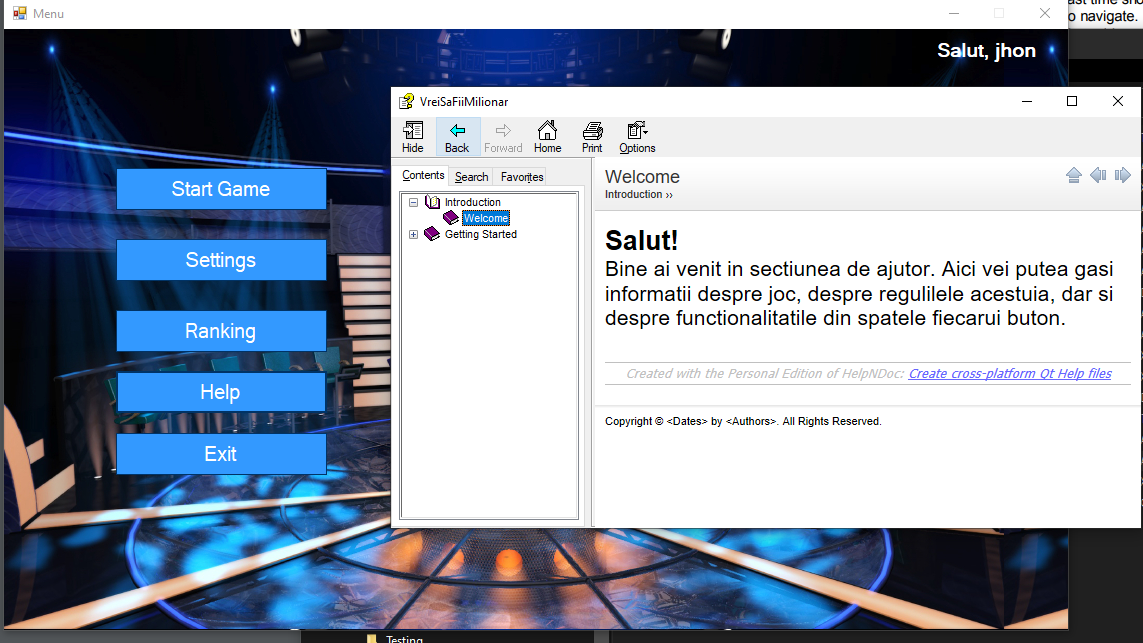 Menu
ast time sho
o navigate.
Salut, jhon
Start Game
Settings
Ranking
Help
Exit
VreiSaFiiMilionar
Hide Back Forward Home Print Options
Contents Search Favorites
Introduction
Welcome
Getting Started
Welcome
Introduction ››
Salut!
Bine ai venit in sectiunea de ajutor. Aici vei putea gasi
informatii despre joc, despre regulilele acestuia, dar si
despre functionalitatile din spatele fiecarui buton.
Created with the Personal Edition of HelpNDoc: Create cross-platform Qt Help files
Copyright © <Dates> by <Authors>. All Rights Reserved.
Testing